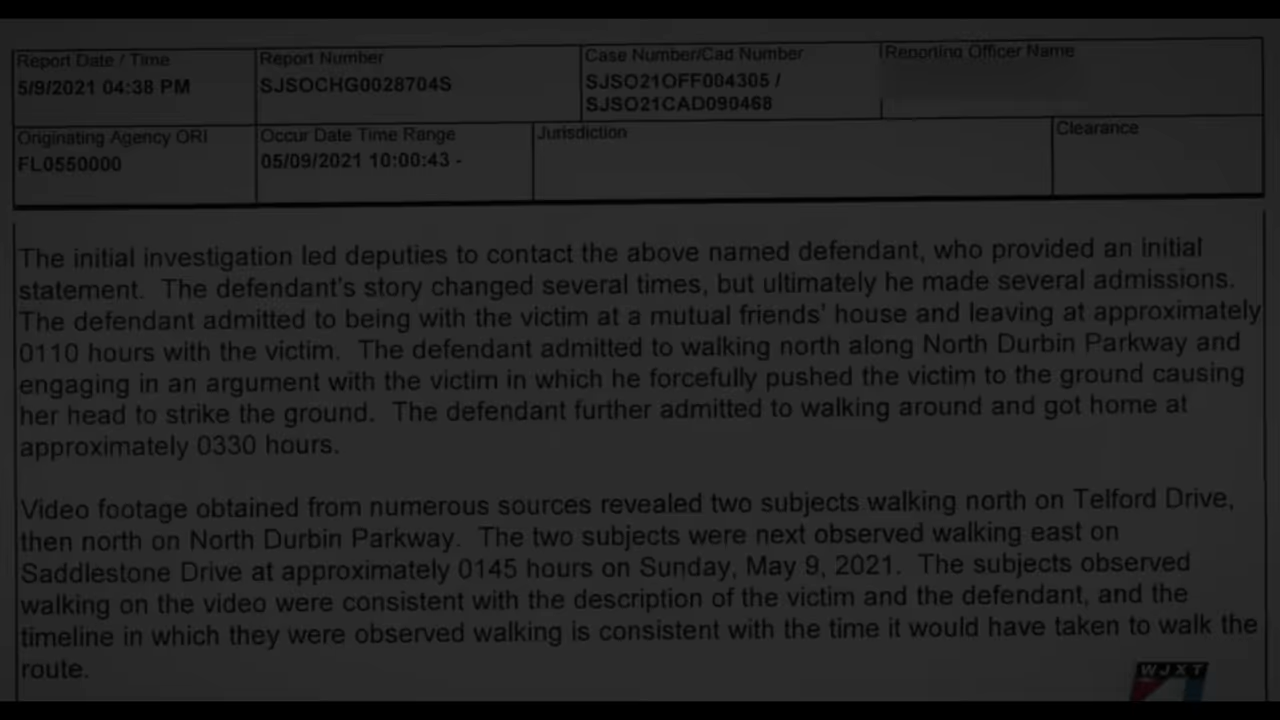 Report Date / Time
5/9/2021 04:38 PM
Report Number
SJSOCHG0028704S
Case Number/Cad Number
SJSO21OFF004305 /
SJSO21CAD090468
Reporting Officer Name
Originating Agency ORI
FL0550000
Occur Date Time Range
05/09/2021 10:00:43 -
Jurisdiction
Clearance
The initial investigation led deputies to contact the above named defendant, who provided an initial
statement. The defendant's story changed several times, but ultimately he made several admissions.
The defendant admitted to being with the victim at a mutual friends' house and leaving at approximately
0110 hours with the victim. The defendant admitted to walking north along North Durbin Parkway and
engaging in an argument with the victim in which he forcefully pushed the victim to the ground causing
her head to strike the ground. The defendant further admitted to walking around and got home at
approximately 0330 hours.
Video footage obtained from numerous sources revealed two subjects walking north on Telford Drive,
then north on North Durbin Parkway. The two subjects were next observed walking east on
Saddlestone Drive at approximately 0145 hours on Sunday, May 9, 2021. The subjects observed
walking on the video were consistent with the description of the victim and the defendant, and the
timeline in which they were observed walking is consistent with the time it would have taken to walk the
route.
WJXT